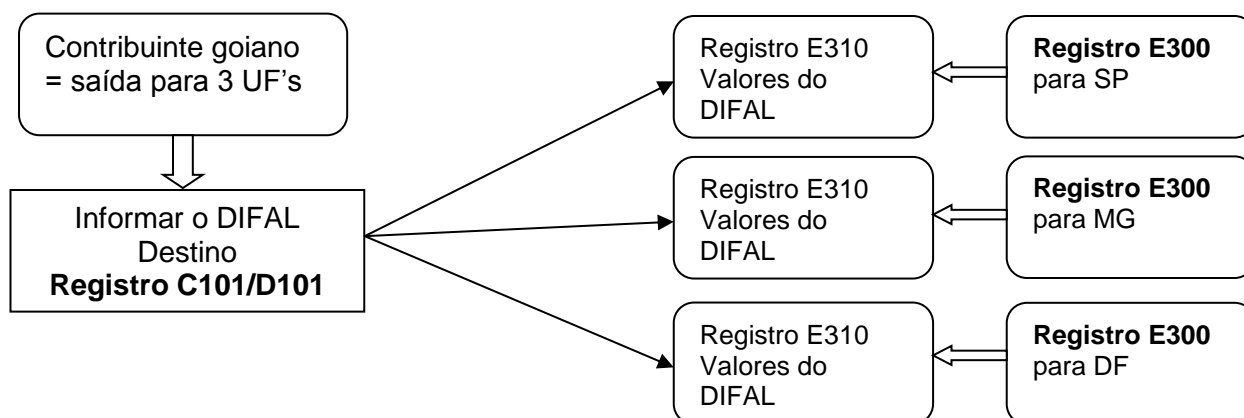 Contribuinte goiano
= saída para 3 UF's
Informar o DIFAL
Destino
Registro C101/D101
Registro E310
Valores do
DIFAL
Registro E300
para SP
Registro E310
Valores do
DIFAL
Registro E300
para MG
Registro E310
Valores do
DIFAL
Registro E300
para DF